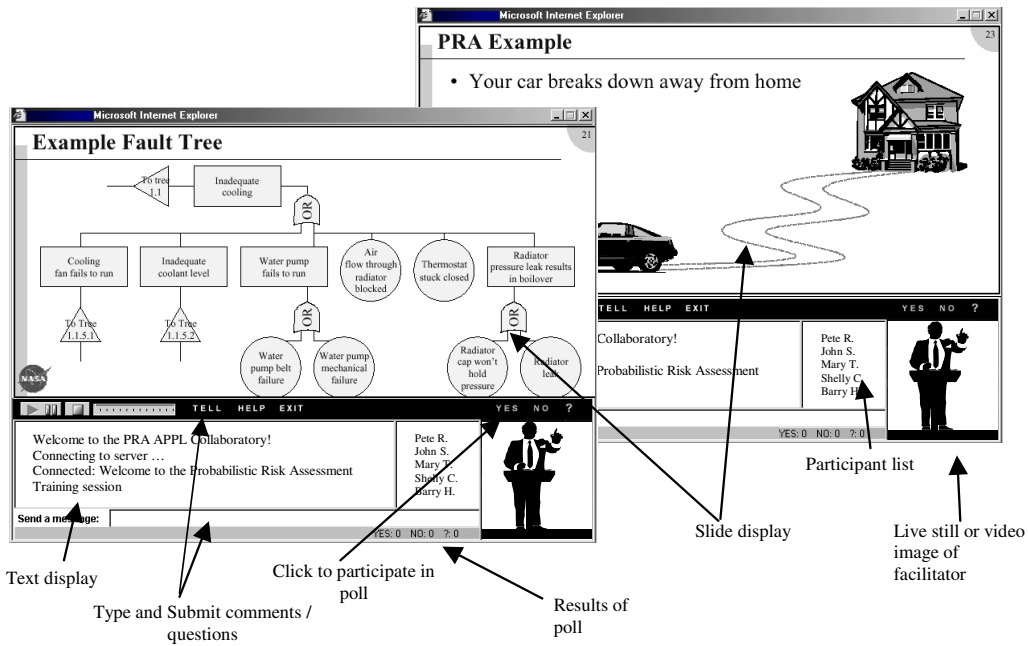 Microsoft Internet Explorer
23
PRA Example
• Your car breaks down away from home
TELL HELP EXIT
YES NO ?
Collaboratory!
Probabilistic Risk Assessment
Pete R.
John S.
Mary T.
Shelly C.
Barry H.
YES: 0 NO: 0 ?: 0
Microsoft Internet Explorer
21
Example Fault Tree
To tree
1.1
Inadequate
cooling
OR
Cooling
fan fails to run
Inadequate
coolant level
Water pump
fails to run
Air
flow through
radiator
blocked
Thermostat
stuck closed
Radiator
pressure leak results
in boilover
To Tree
1.1.5.1
To Tree
1.1.5.2
OR
OR
Water
pump belt
failure
Water pump
mechanical
failure
Radiator
cap won't
hold
pressure
Radiator
leak
NASA
TELL HELP EXIT
YES NO ?
Welcome to the PRA APPL Collaboratory!
Connecting to server …
Connected: Welcome to the Probabilistic Risk Assessment
Training session
Pete R.
John S.
Mary T.
Shelly C.
Barry H.
Send a message:
YES: 0 NO: 0 ?: 0
Text display
Type and Submit comments /
questions
Click to participate in
poll
Results of
poll
Slide display
Participant list
Live still or video
image of
facilitator